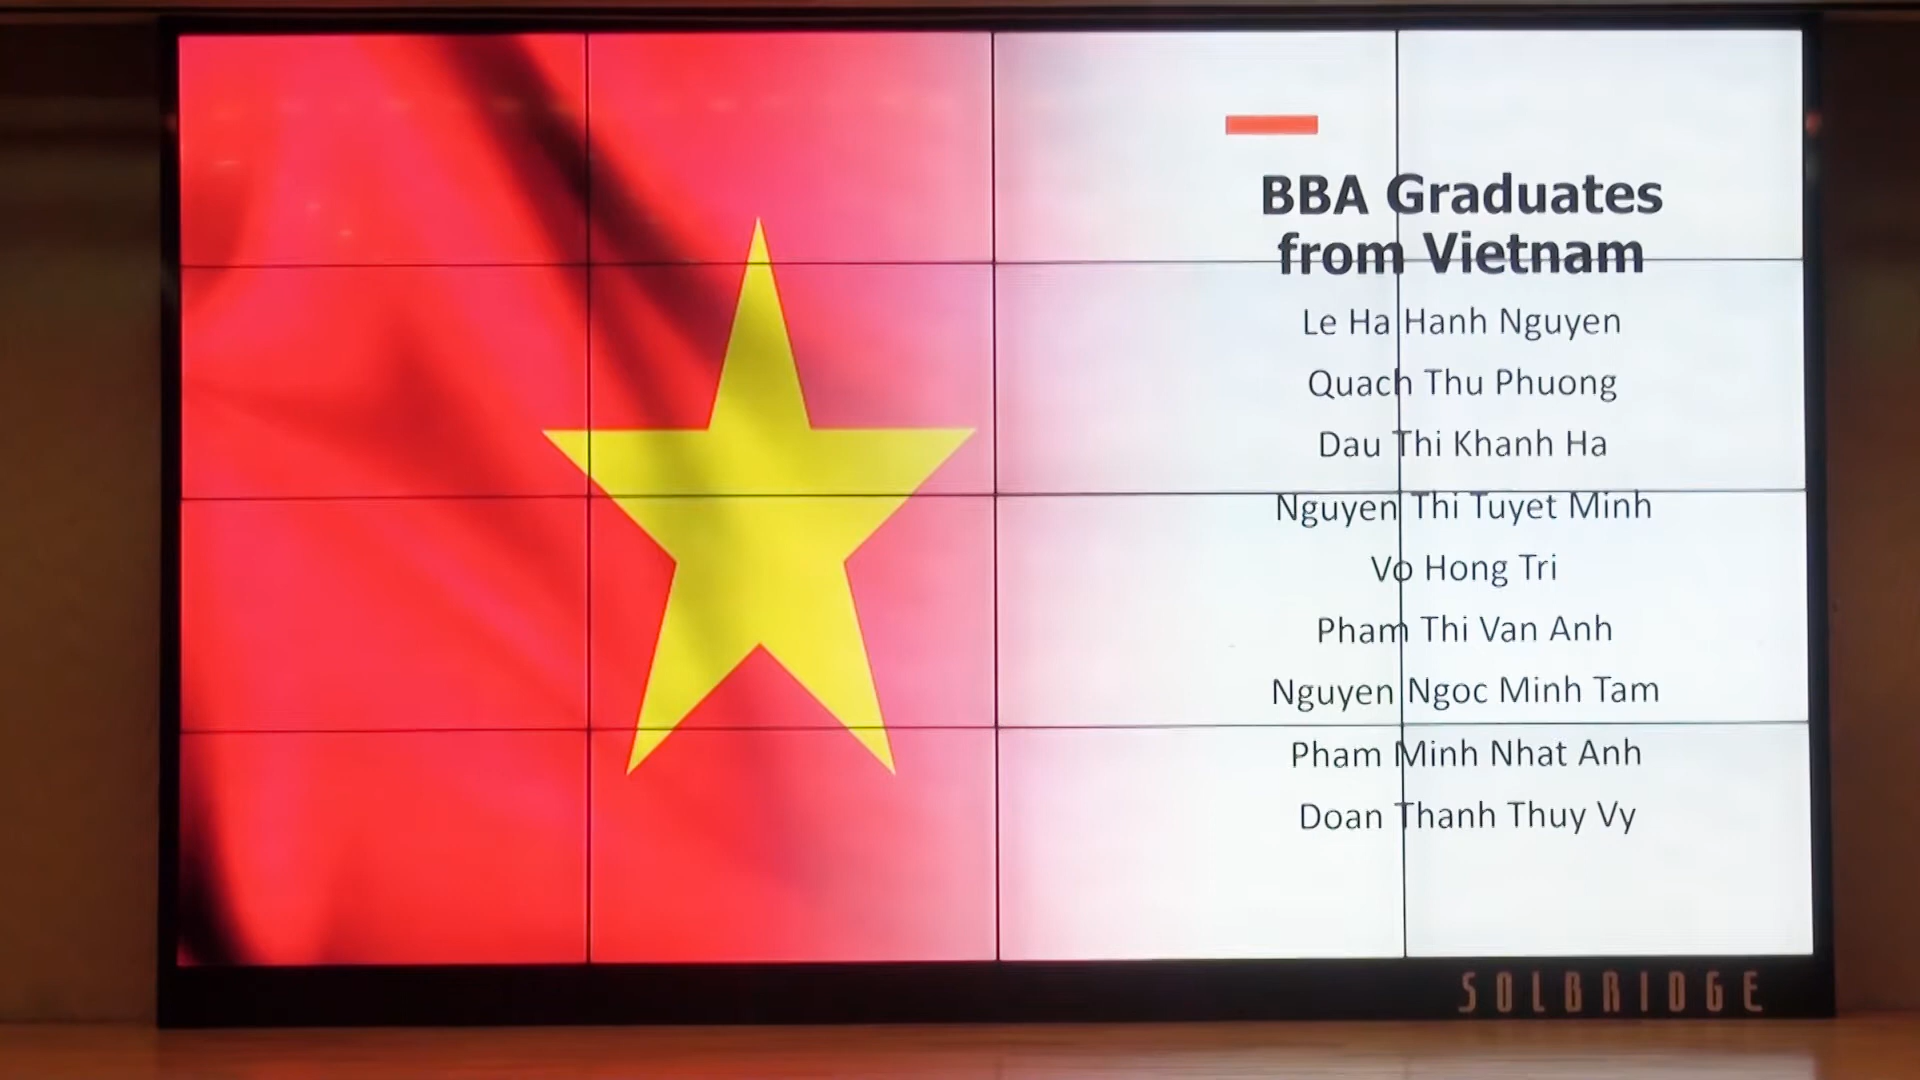 BBA Graduates
from Vietnam
Le Ha Hanh Nguyen
Quach Thu Phuong
Dau Thi Khanh Ha
Nguyen Thi Tuyet Minh
Vo Hong Tri
Pham Thi Van Anh
Nguyen Ngoc Minh Tam
Pham Minh Nhat Anh
Doan Thanh Thuy Vy
SOLBRIDGE